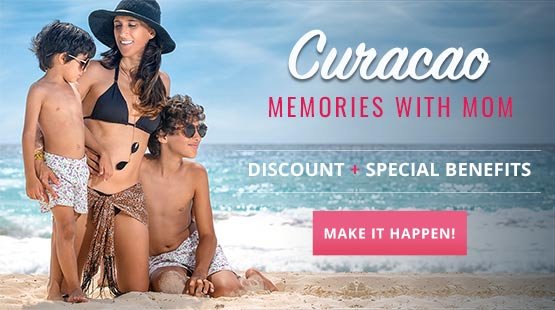 Curacao
MEMORIES WITH MOM
DISCOUNT + SPECIAL BENEFITS
MAKE IT HAPPEN!